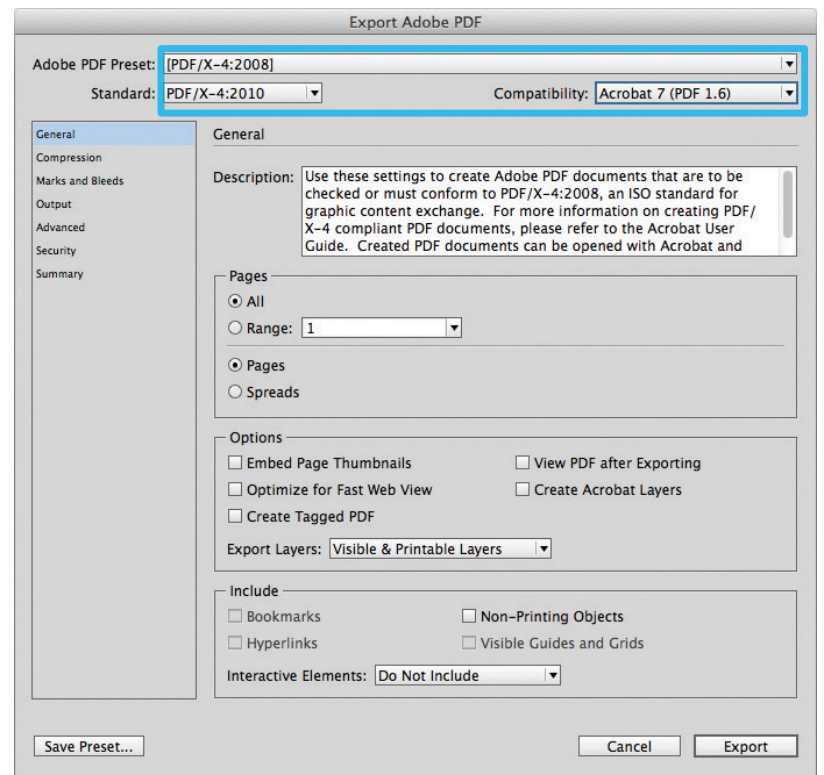 Export Adobe PDF
Adobe PDF Preset: [PDF/X-4:2008]
Standard: PDF/X-4:2010 Compatibility: Acrobat 7 (PDF 1.6)
General
Compression
Marks and Bleeds
Output
Advanced
Security
Summary
General
Description: Use these settings to create Adobe PDF documents that are to be
checked or must conform to PDF/X-4:2008, an ISO standard for
graphic content exchange.  For more information on creating PDF/
X-4 compliant PDF documents, please refer to the Acrobat User
Guide.  Created PDF documents can be opened with Acrobat and
Pages
All
Range: 1
Pages
Spreads
Options
Embed Page Thumbnails View PDF after Exporting
Optimize for Fast Web View Create Acrobat Layers
Create Tagged PDF
Export Layers: Visible & Printable Layers
Include
Bookmarks Non-Printing Objects
Hyperlinks Visible Guides and Grids
Interactive Elements: Do Not Include
Save Preset... Cancel Export